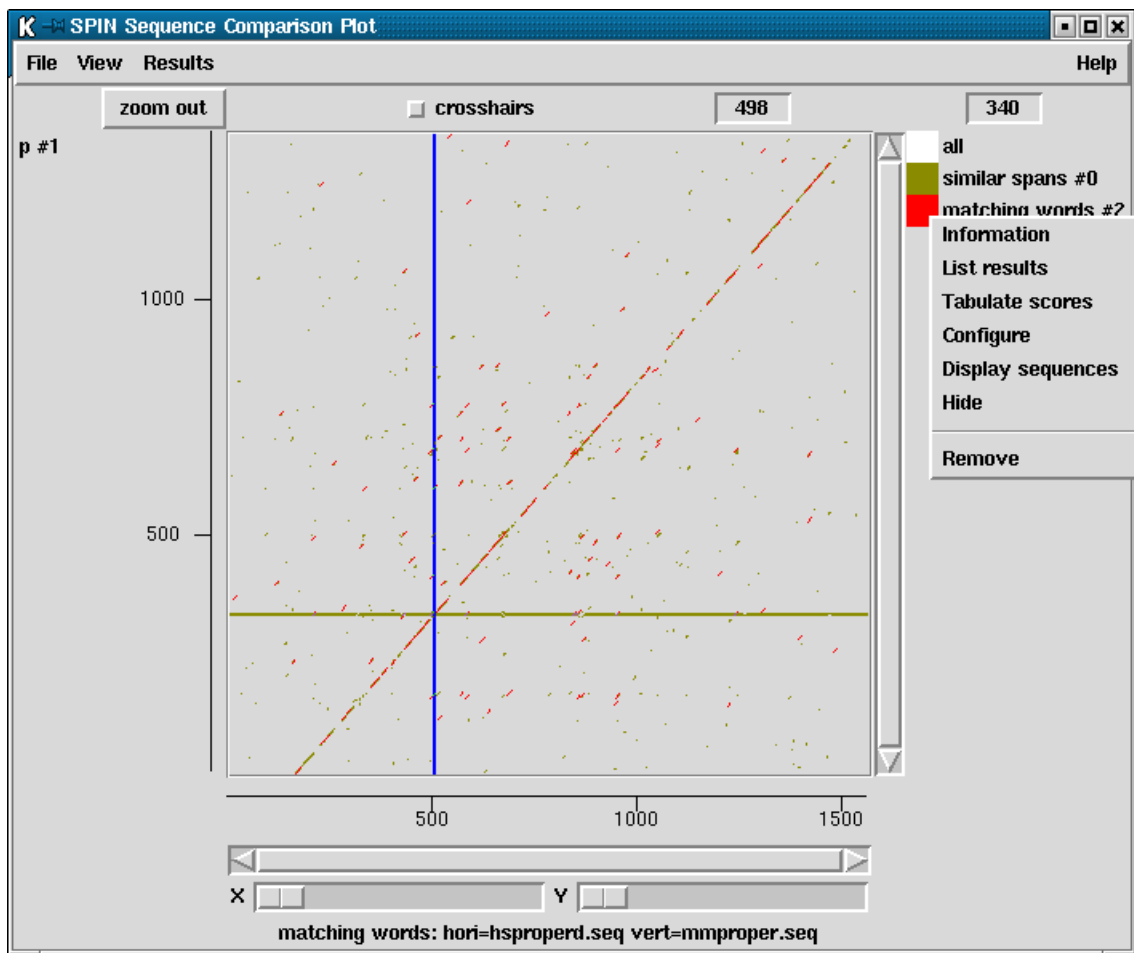 SPIN Sequence Comparison Plot
File View Results Help
zoom out crosshairs 498 340
p #1
all
similar spans #0
matching words #2
Information
List results
Tabulate scores
Configure
Display sequences
Hide
Remove
1000
500
500 1000 1500
X Y
matching words: hori=hsproperd.seq vert=mmproper.seq